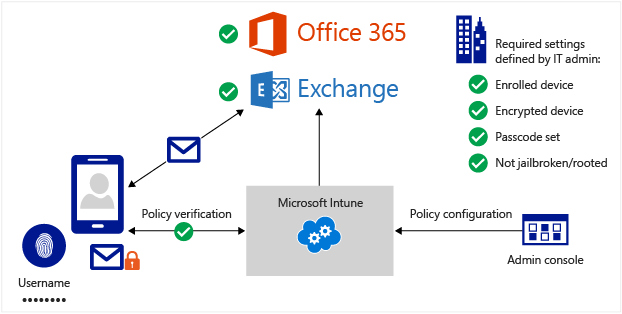 Office 365
Exchange
Required settings
defined by IT admin:
Enrolled device
Encrypted device
Passcode set
Not jailbroken/rooted
Microsoft Intune
Policy verification
Policy configuration
Admin console
Username
••••••••